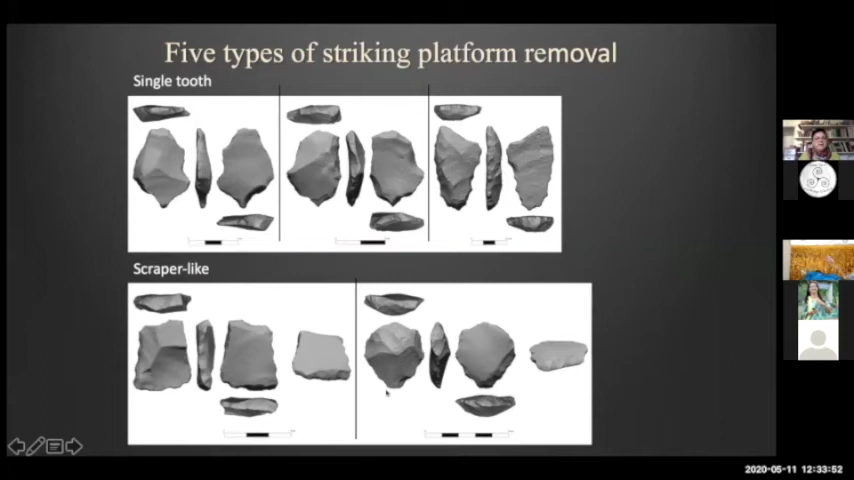 Five types of striking platform removal
Single tooth
Scraper-like
2020-05-11 12:33:52